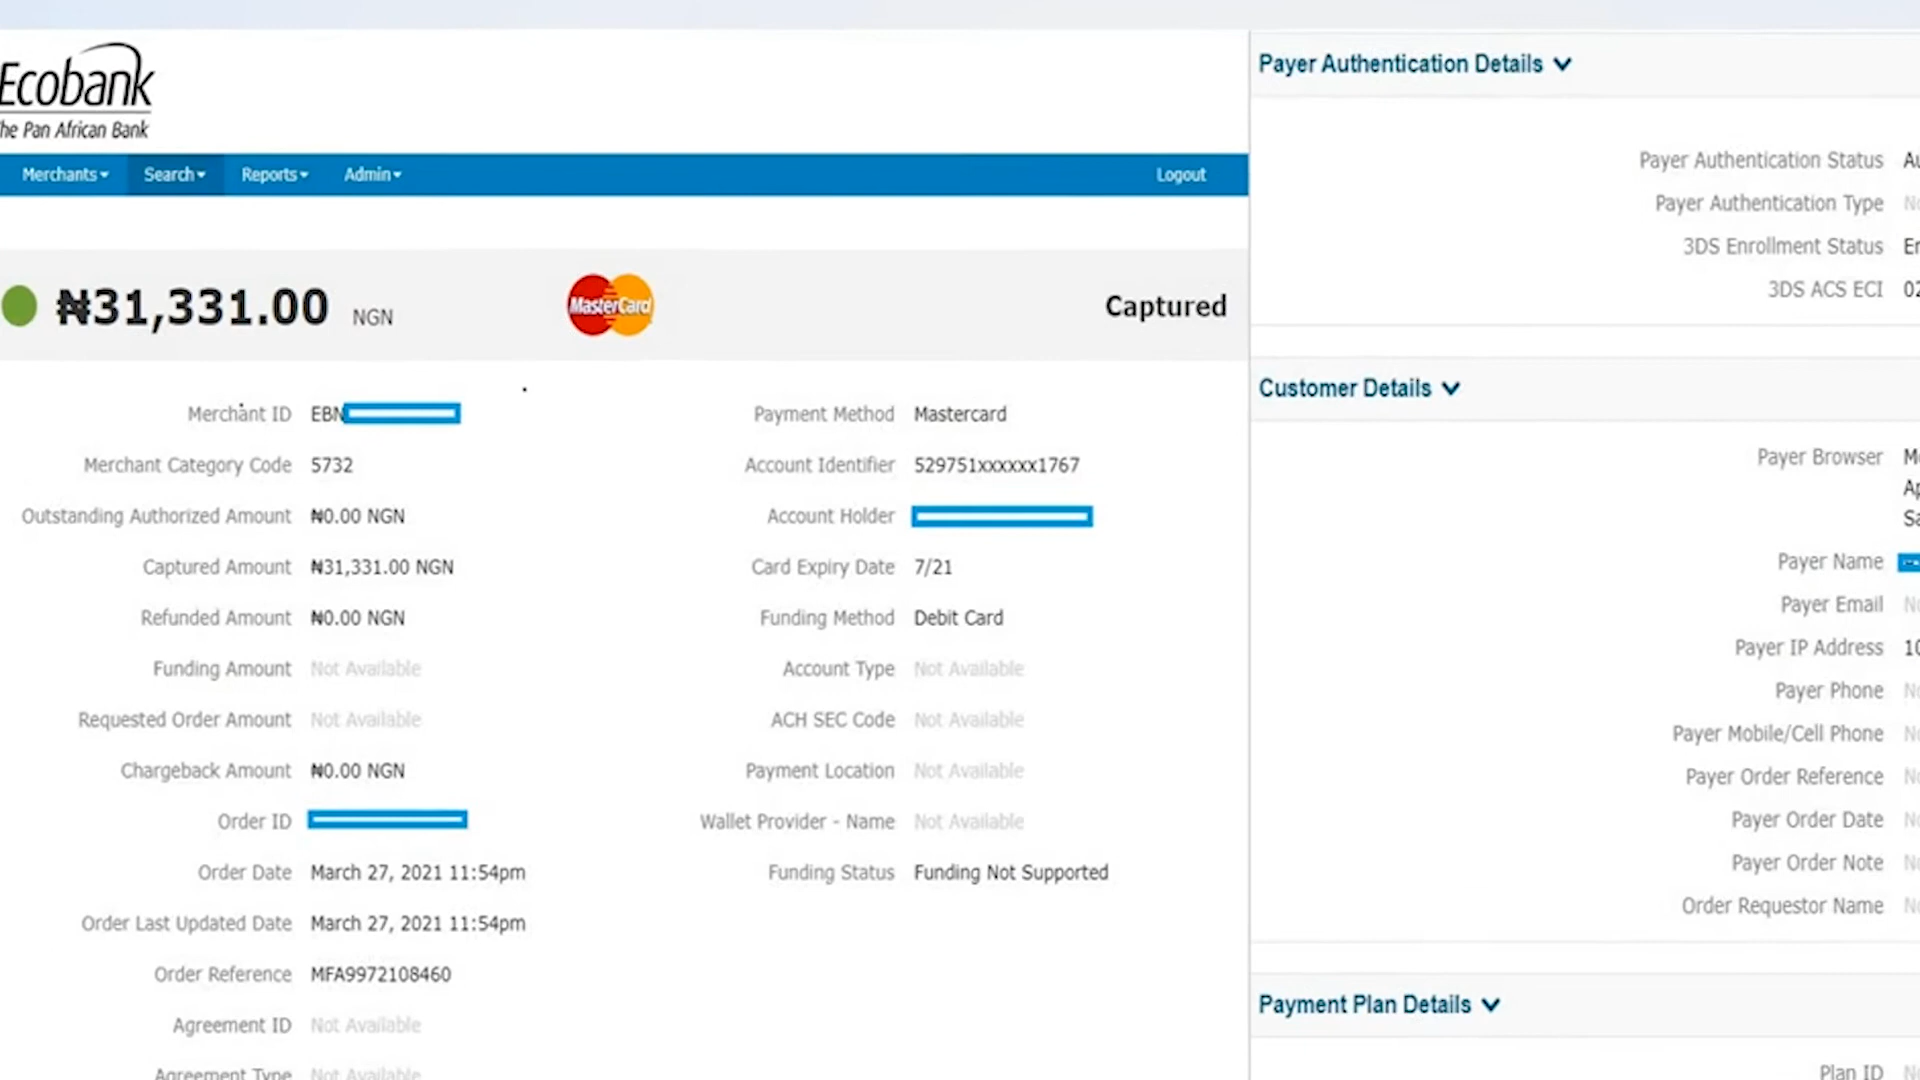 Ecobank
The Pan African Bank
Merchants
Search
Reports
Admin
Logout
₦31,331.00 NGN
MasterCard
Captured
Merchant ID EBN
Merchant Category Code 5732
Outstanding Authorized Amount ₦0.00 NGN
Captured Amount ₦31,331.00 NGN
Refunded Amount ₦0.00 NGN
Funding Amount Not Available
Requested Order Amount Not Available
Chargeback Amount ₦0.00 NGN
Order ID
Order Date March 27, 2021 11:54pm
Order Last Updated Date March 27, 2021 11:54pm
Order Reference MFA9972108460
Agreement ID Not Available
Agreement Type Not Available
Payment Method Mastercard
Account Identifier 529751xxxxxx1767
Account Holder
Card Expiry Date 7/21
Funding Method Debit Card
Account Type Not Available
ACH SEC Code Not Available
Payment Location Not Available
Wallet Provider - Name Not Available
Funding Status Funding Not Supported
Payer Authentication Details
Payer Authentication Status
Payer Authentication Type
3DS Enrollment Status
3DS ACS ECI 02
Customer Details
Payer Browser
Payer Name
Payer Email
Payer IP Address
Payer Phone
Payer Mobile/Cell Phone
Payer Order Reference
Payer Order Date
Payer Order Note
Order Requestor Name
Payment Plan Details
Plan ID